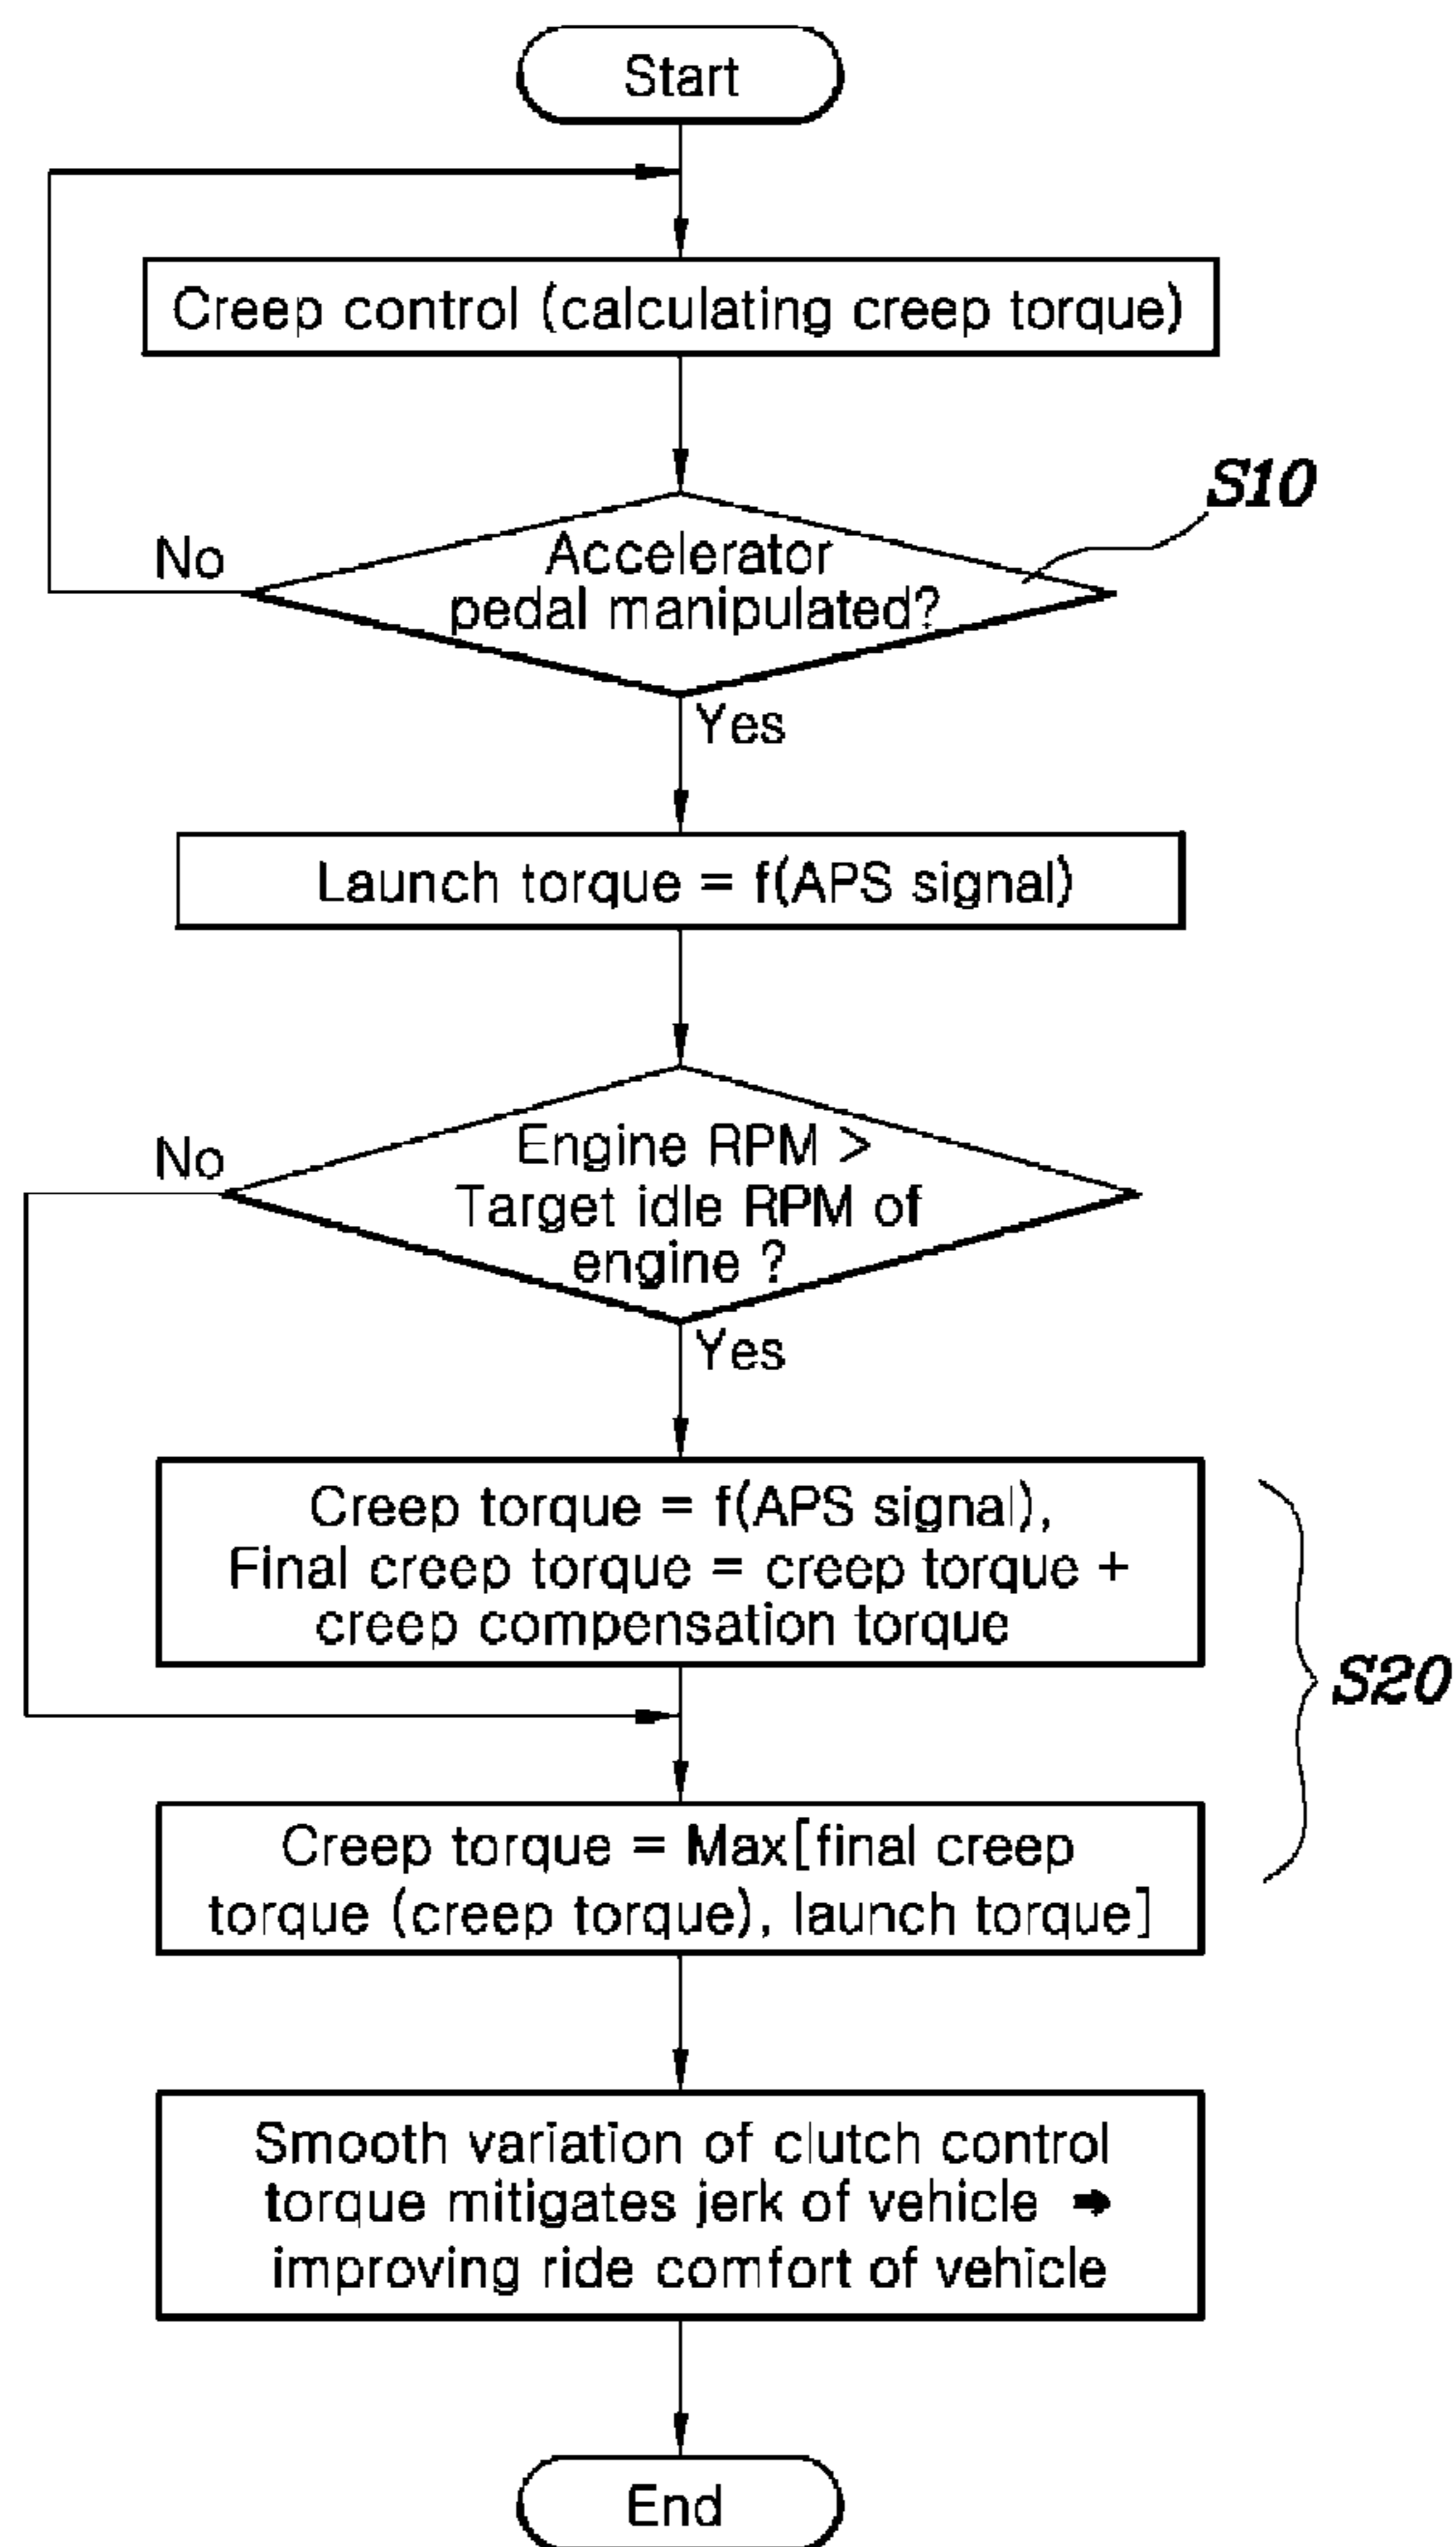 Start
Creep control (calculating creep torque)
S10
No
Accelerator
pedal manipulated?
Yes
Launch torque = f(APS signal)
No
Engine RPM >
Target idle RPM of
engine ?
Yes
Creep torque = f(APS signal),
Final creep torque = creep torque +
creep compensation torque
S20
Creep torque = Max[final creep
torque (creep torque), launch torque]
Smooth variation of clutch control
torque mitigates jerk of vehicle ➡
improving ride comfort of vehicle
End